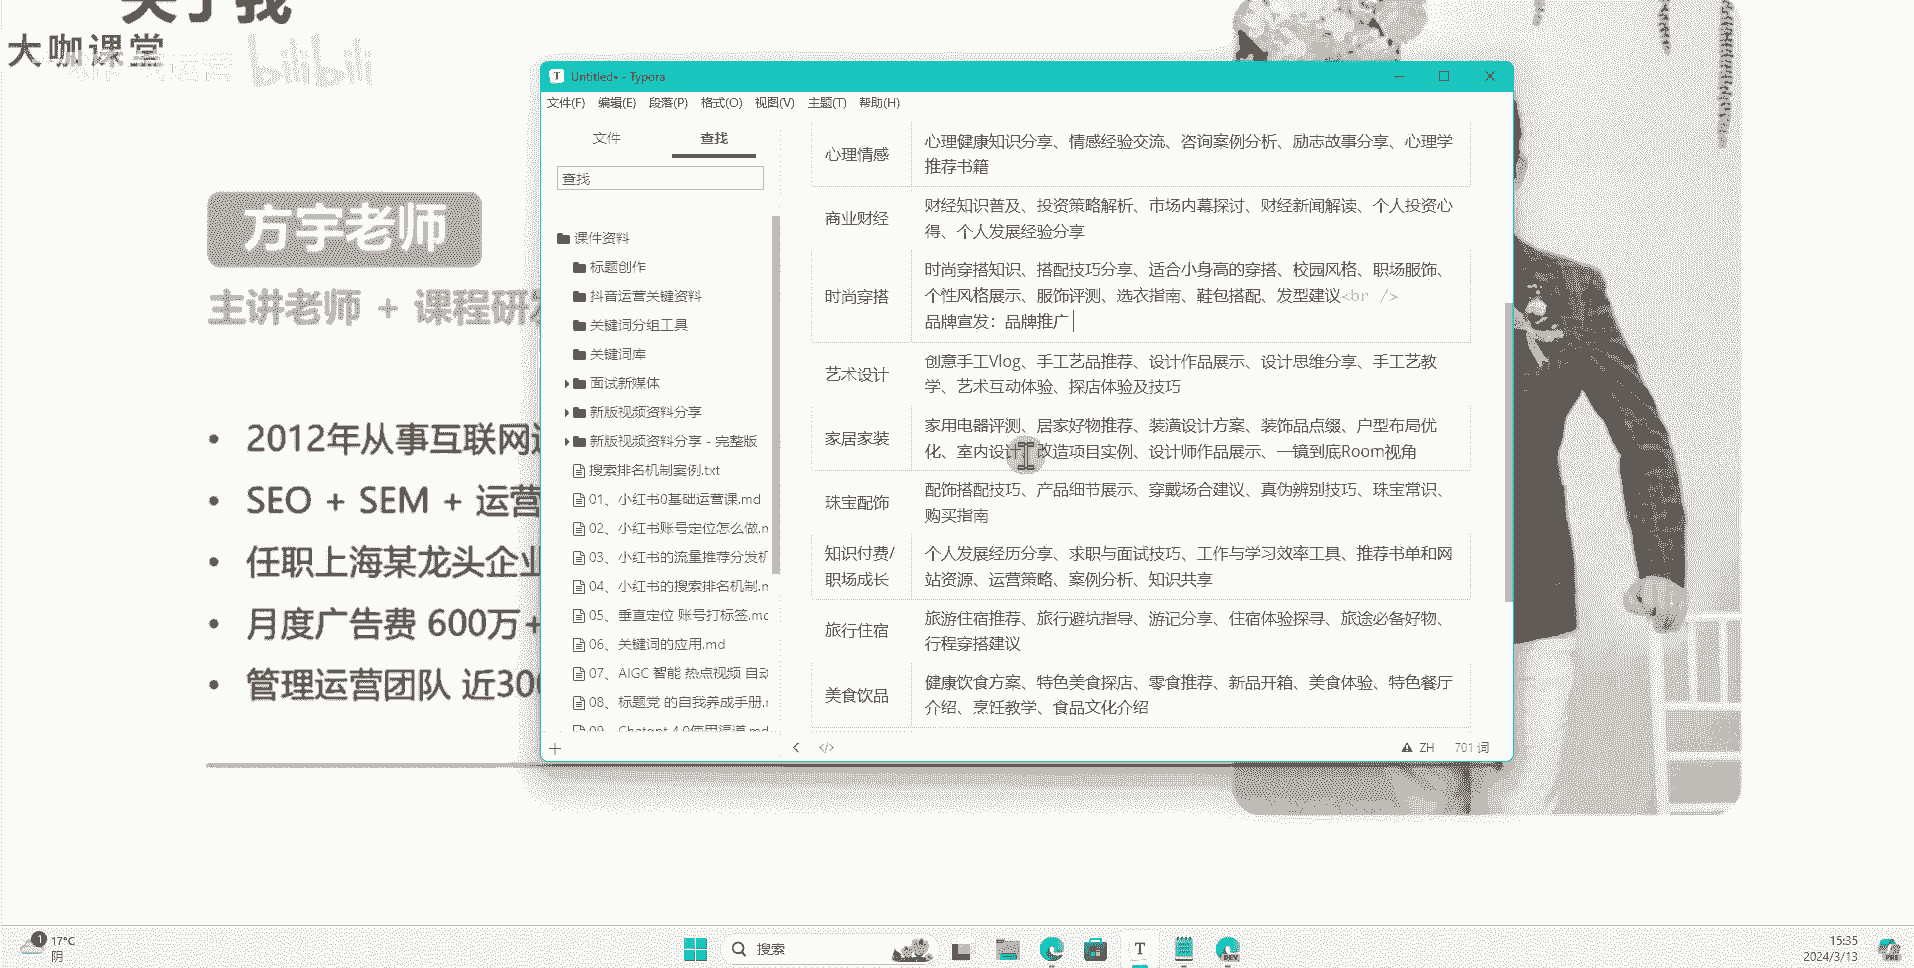 关于我
大咖课堂
bilibili
方宇老师
主讲老师 + 课程研发
• 2012年从事互联网
• SEO + SEM + 运营
• 任职上海某龙头企业
• 月度广告费 600万+
• 管理运营团队 近300
Untitled• - Typora
文件(F) 编辑(E) 段落(P) 格式(O) 视图(V) 主题(T) 帮助(H)
文件 查找
查找
课件资料
标题创作
抖音运营关键资料
关键词分组工具
关键词库
面试新媒体
新版视频资料分享
新版视频资料分享 - 完整版
搜索排名机制案例.txt
01、小红书0基础运营课.md
02、小红书账号定位怎么做.m
03、小红书的流量推荐分发机
04、小红书的搜索排名机制.m
05、垂直定位 账号打标签.md
06、关键词的应用.md
07、AIGC 智能 热点视频 自动
08、标题党 的自我养成手册.m
09、Chatgpt 4.0使用渠道.md
心理情感
心理健康知识分享、情感经验交流、咨询案例分析、励志故事分享、心理学
推荐书籍
商业财经
财经知识普及、投资策略解析、市场内幕探讨、财经新闻解读、个人投资心
得、个人发展经验分享
时尚穿搭
时尚穿搭知识、搭配技巧分享、适合小身高的穿搭、校园风格、职场服饰、
个性风格展示、服饰评测、选衣指南、鞋包搭配、发型建议<br />
品牌宣发：品牌推广
艺术设计
创意手工Vlog、手工艺品推荐、设计作品展示、设计思维分享、手工艺教
学、艺术互动体验、探店体验及技巧
家居家装
家用电器评测、居家好物推荐、装潢设计方案、装饰品点缀、户型布局优
化、室内设计、改造项目实例、设计师作品展示、一镜到底Room视角
珠宝配饰
配饰搭配技巧、产品细节展示、穿戴场合建议、真伪辨别技巧、珠宝常识、
购买指南
知识付费/
职场成长
个人发展经历分享、求职与面试技巧、工作与学习效率工具、推荐书单和网
站资源、运营策略、案例分析、知识共享
旅行住宿
旅游住宿推荐、旅行避坑指导、游记分享、住宿体验探寻、旅途必备好物、
行程穿搭建议
美食饮品
健康饮食方案、特色美食探店、零食推荐、新品开箱、美食体验、特色餐厅
介绍、烹饪教学、食品文化介绍
</> ZH 701 词
1 17°C
阴
搜索
T
DEV
15:35
2024/3/13
PRE